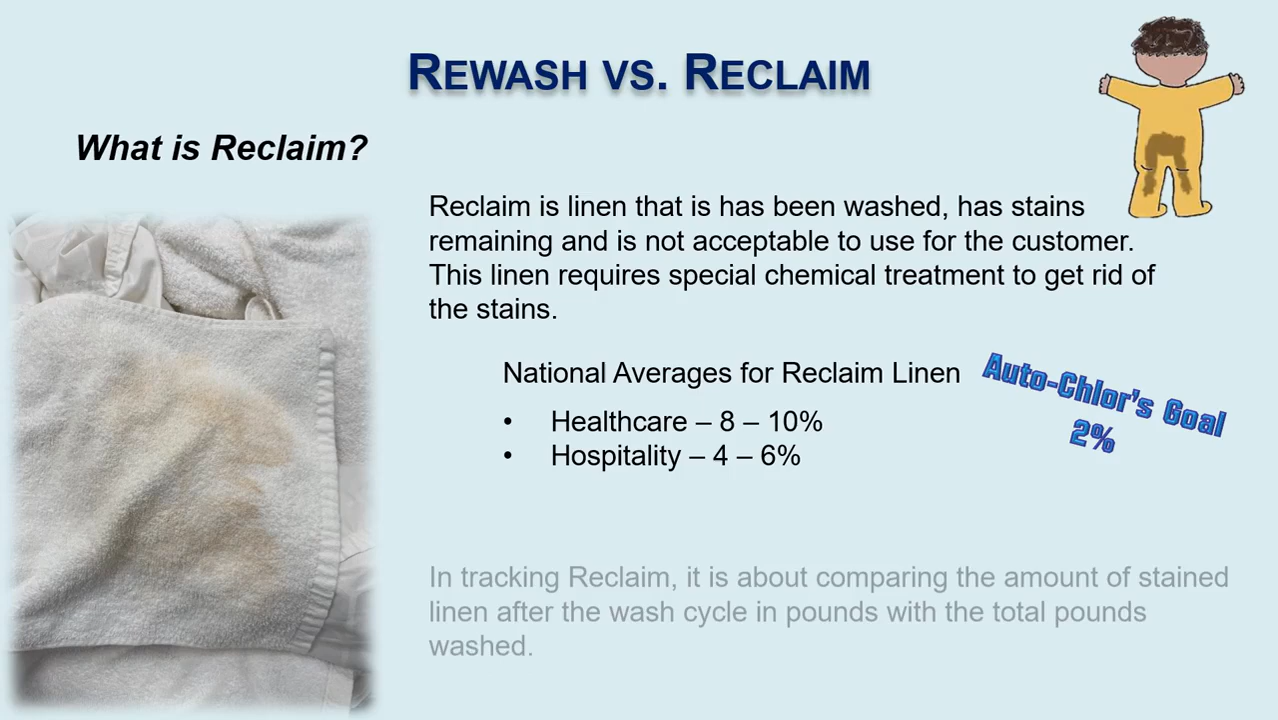 REWASH VS. RECLAIM
What is Reclaim?
Reclaim is linen that is has been washed, has stains
remaining and is not acceptable to use for the customer.
This linen requires special chemical treatment to get rid of
the stains.
National Averages for Reclaim Linen
• Healthcare – 8 – 10%
• Hospitality – 4 – 6%
Auto-Chlor's Goal
2%
In tracking Reclaim, it is about comparing the amount of stained
linen after the wash cycle in pounds with the total pounds
washed.